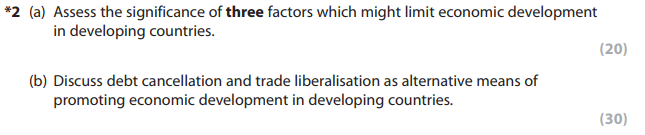 *2 (a) Assess the significance of three factors which might limit economic development
in developing countries.
(20)
(b) Discuss debt cancellation and trade liberalisation as alternative means of
promoting economic development in developing countries.
(30)